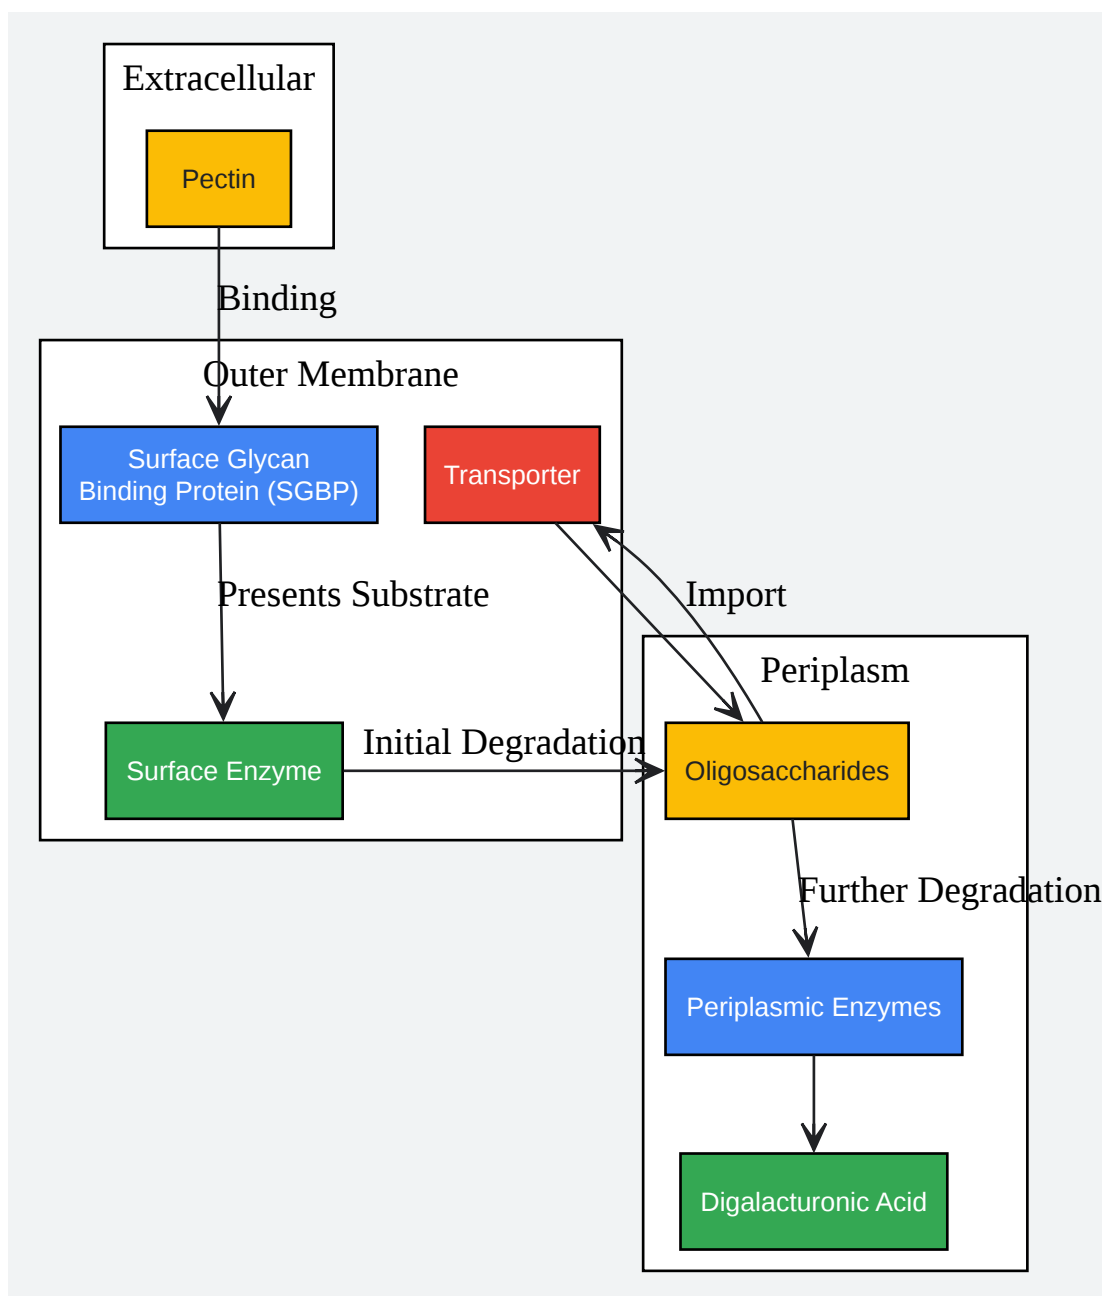 Extracellular
Pectin
Binding
Outer Membrane
Surface Glycan
Binding Protein (SGBP)
Transporter
Presents Substrate
Import
Periplasm
Surface Enzyme
Initial Degradation
Oligosaccharides
Further Degradation
Periplasmic Enzymes
Digalacturonic Acid